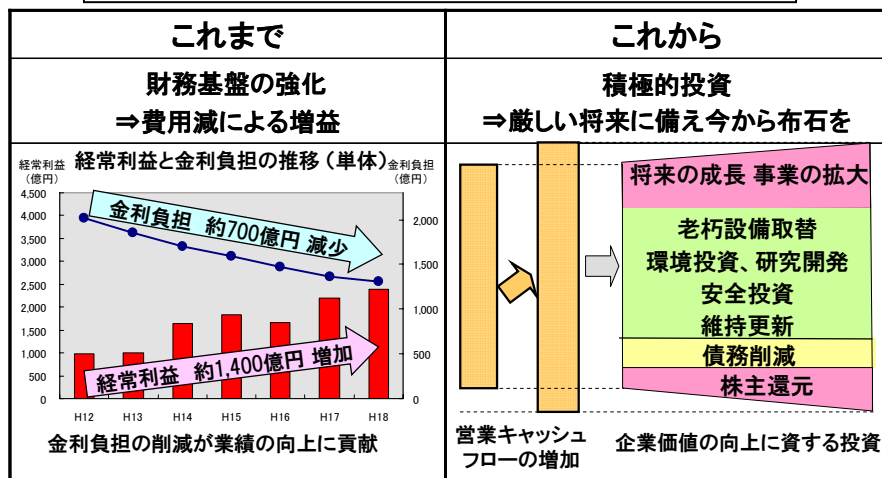 これまで
これから
財務基盤の強化
⇒費用減による増益
積極的投資
⇒厳しい将来に備え今から布石を
経常利益
(億円)
経常利益と金利負担の推移(単体)
金利負担
(億円)
4,500
4,000
3,500
3,000
2,500
2,000
1,500
1,000
500
0
2,000
1,500
1,000
500
0
金利負担 約700億円 減少
経常利益 約1,400億円 増加
H12
H13
H14
H15
H16
H17
H18
金利負担の削減が業績の向上に貢献
将来の成長 事業の拡大
老朽設備取替
環境投資、研究開発
安全投資
維持更新
債務削減
株主還元
営業キャッシュ
フローの増加
企業価値の向上に資する投資